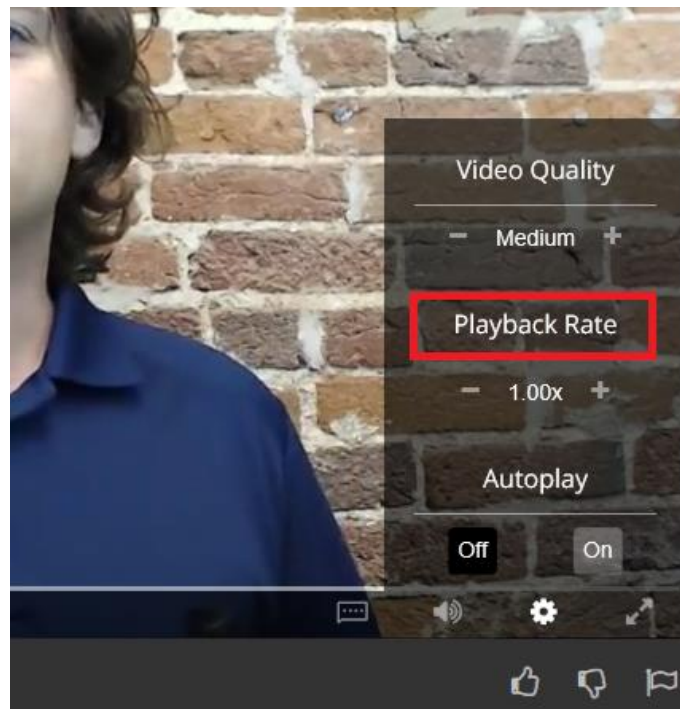 Video Quality
- Medium +
Playback Rate
- 1.00x +
Autoplay
Off On